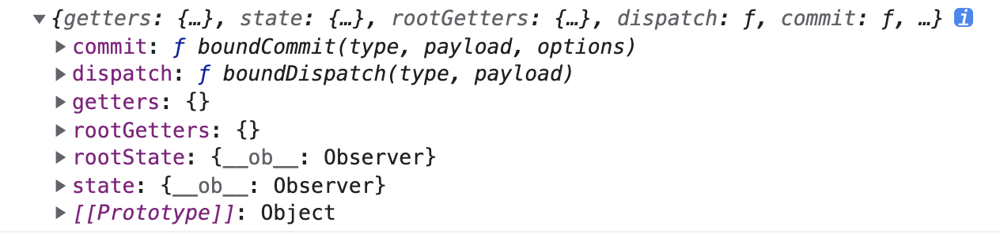 {getters: {…}, state: {…}, rootGetters: {…}, dispatch: ƒ, commit: ƒ, …} i
commit: ƒ boundCommit(type, payload, options)
dispatch: ƒ boundDispatch(type, payload)
getters: {}
rootGetters: {}
rootState: {__ob__: Observer}
state: {__ob__: Observer}
[[Prototype]]: Object